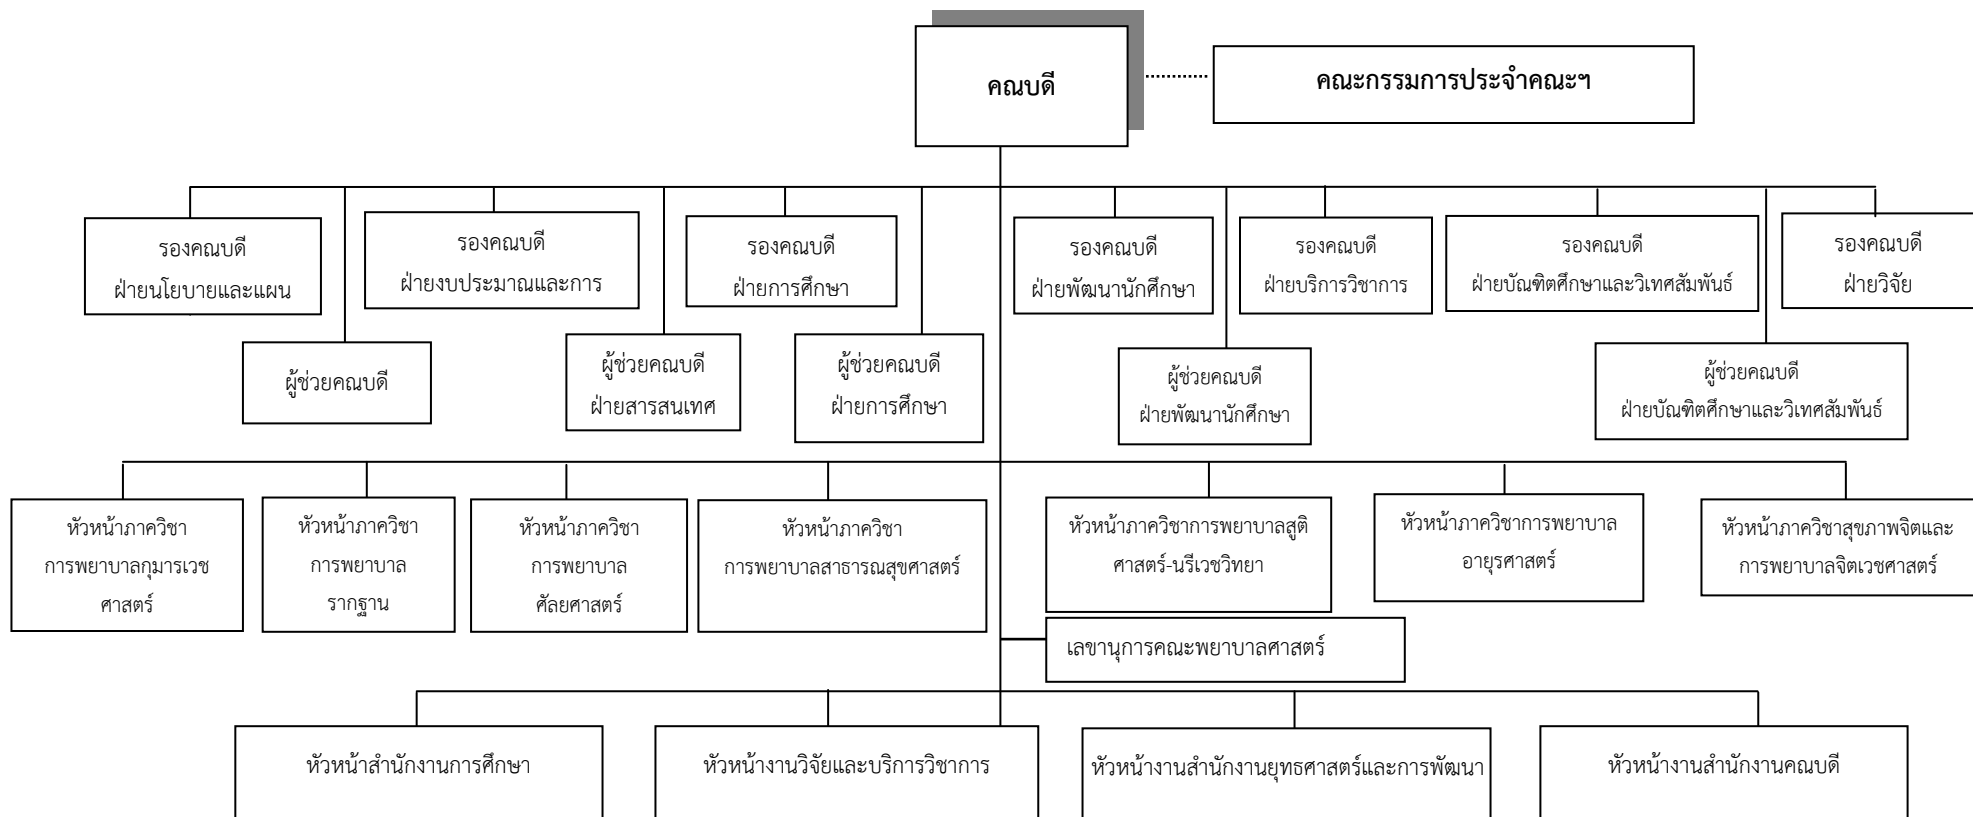 คณบดี
คณะกรรมการประจำคณะฯ
รองคณบดี
ฝ่ายนโยบายและแผน
รองคณบดี
ฝ่ายงบประมาณและการ
รองคณบดี
ฝ่ายการศึกษา
รองคณบดี
ฝ่ายพัฒนานักศึกษา
รองคณบดี
ฝ่ายบริการวิชาการ
รองคณบดี
ฝ่ายบัณฑิตศึกษาและวิเทศสัมพันธ์
รองคณบดี
ฝ่ายวิจัย
ผู้ช่วยคณบดี
ผู้ช่วยคณบดี
ฝ่ายสารสนเทศ
ผู้ช่วยคณบดี
ฝ่ายการศึกษา
ผู้ช่วยคณบดี
ฝ่ายพัฒนานักศึกษา
ผู้ช่วยคณบดี
ฝ่ายบัณฑิตศึกษาและวิเทศสัมพันธ์
หัวหน้าภาควิชา
การพยาบาลกุมารเวช
ศาสตร์
หัวหน้าภาควิชา
การพยาบาล
รากฐาน
หัวหน้าภาควิชา
การพยาบาล
ศัลยศาสตร์
หัวหน้าภาควิชา
การพยาบาลสาธารณสุขศาสตร์
หัวหน้าภาควิชาการพยาบาลสูติ
ศาสตร์-นรีเวชวิทยา
หัวหน้าภาควิชาการพยาบาล
อายุรศาสตร์
หัวหน้าภาควิชาสุขภาพจิตและ
การพยาบาลจิตเวชศาสตร์
เลขานุการคณะพยาบาลศาสตร์
หัวหน้าสำนักงานการศึกษา
หัวหน้างานวิจัยและบริการวิชาการ
หัวหน้างานสำนักงานยุทธศาสตร์และการพัฒนา
หัวหน้างานสำนักงานคณบดี